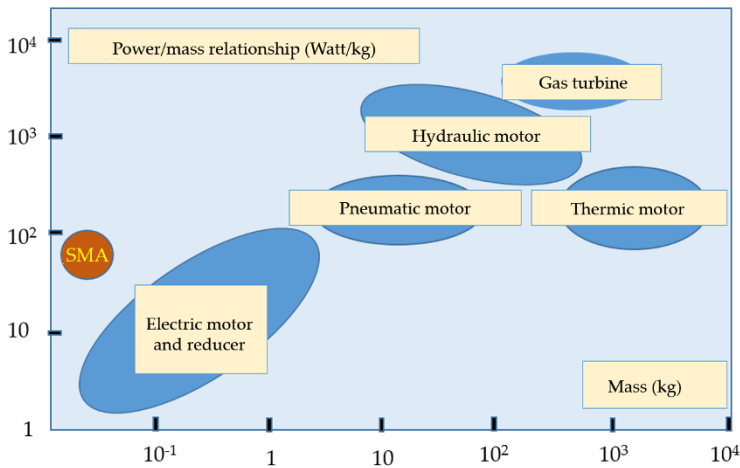 10⁴
Power/mass relationship (Watt/kg)
Gas turbine
10³
Hydraulic motor
Pneumatic motor
Thermic motor
10²
SMA
10
Electric motor
and reducer
Mass (kg)
1
10⁻¹
1
10
10²
10³
10⁴